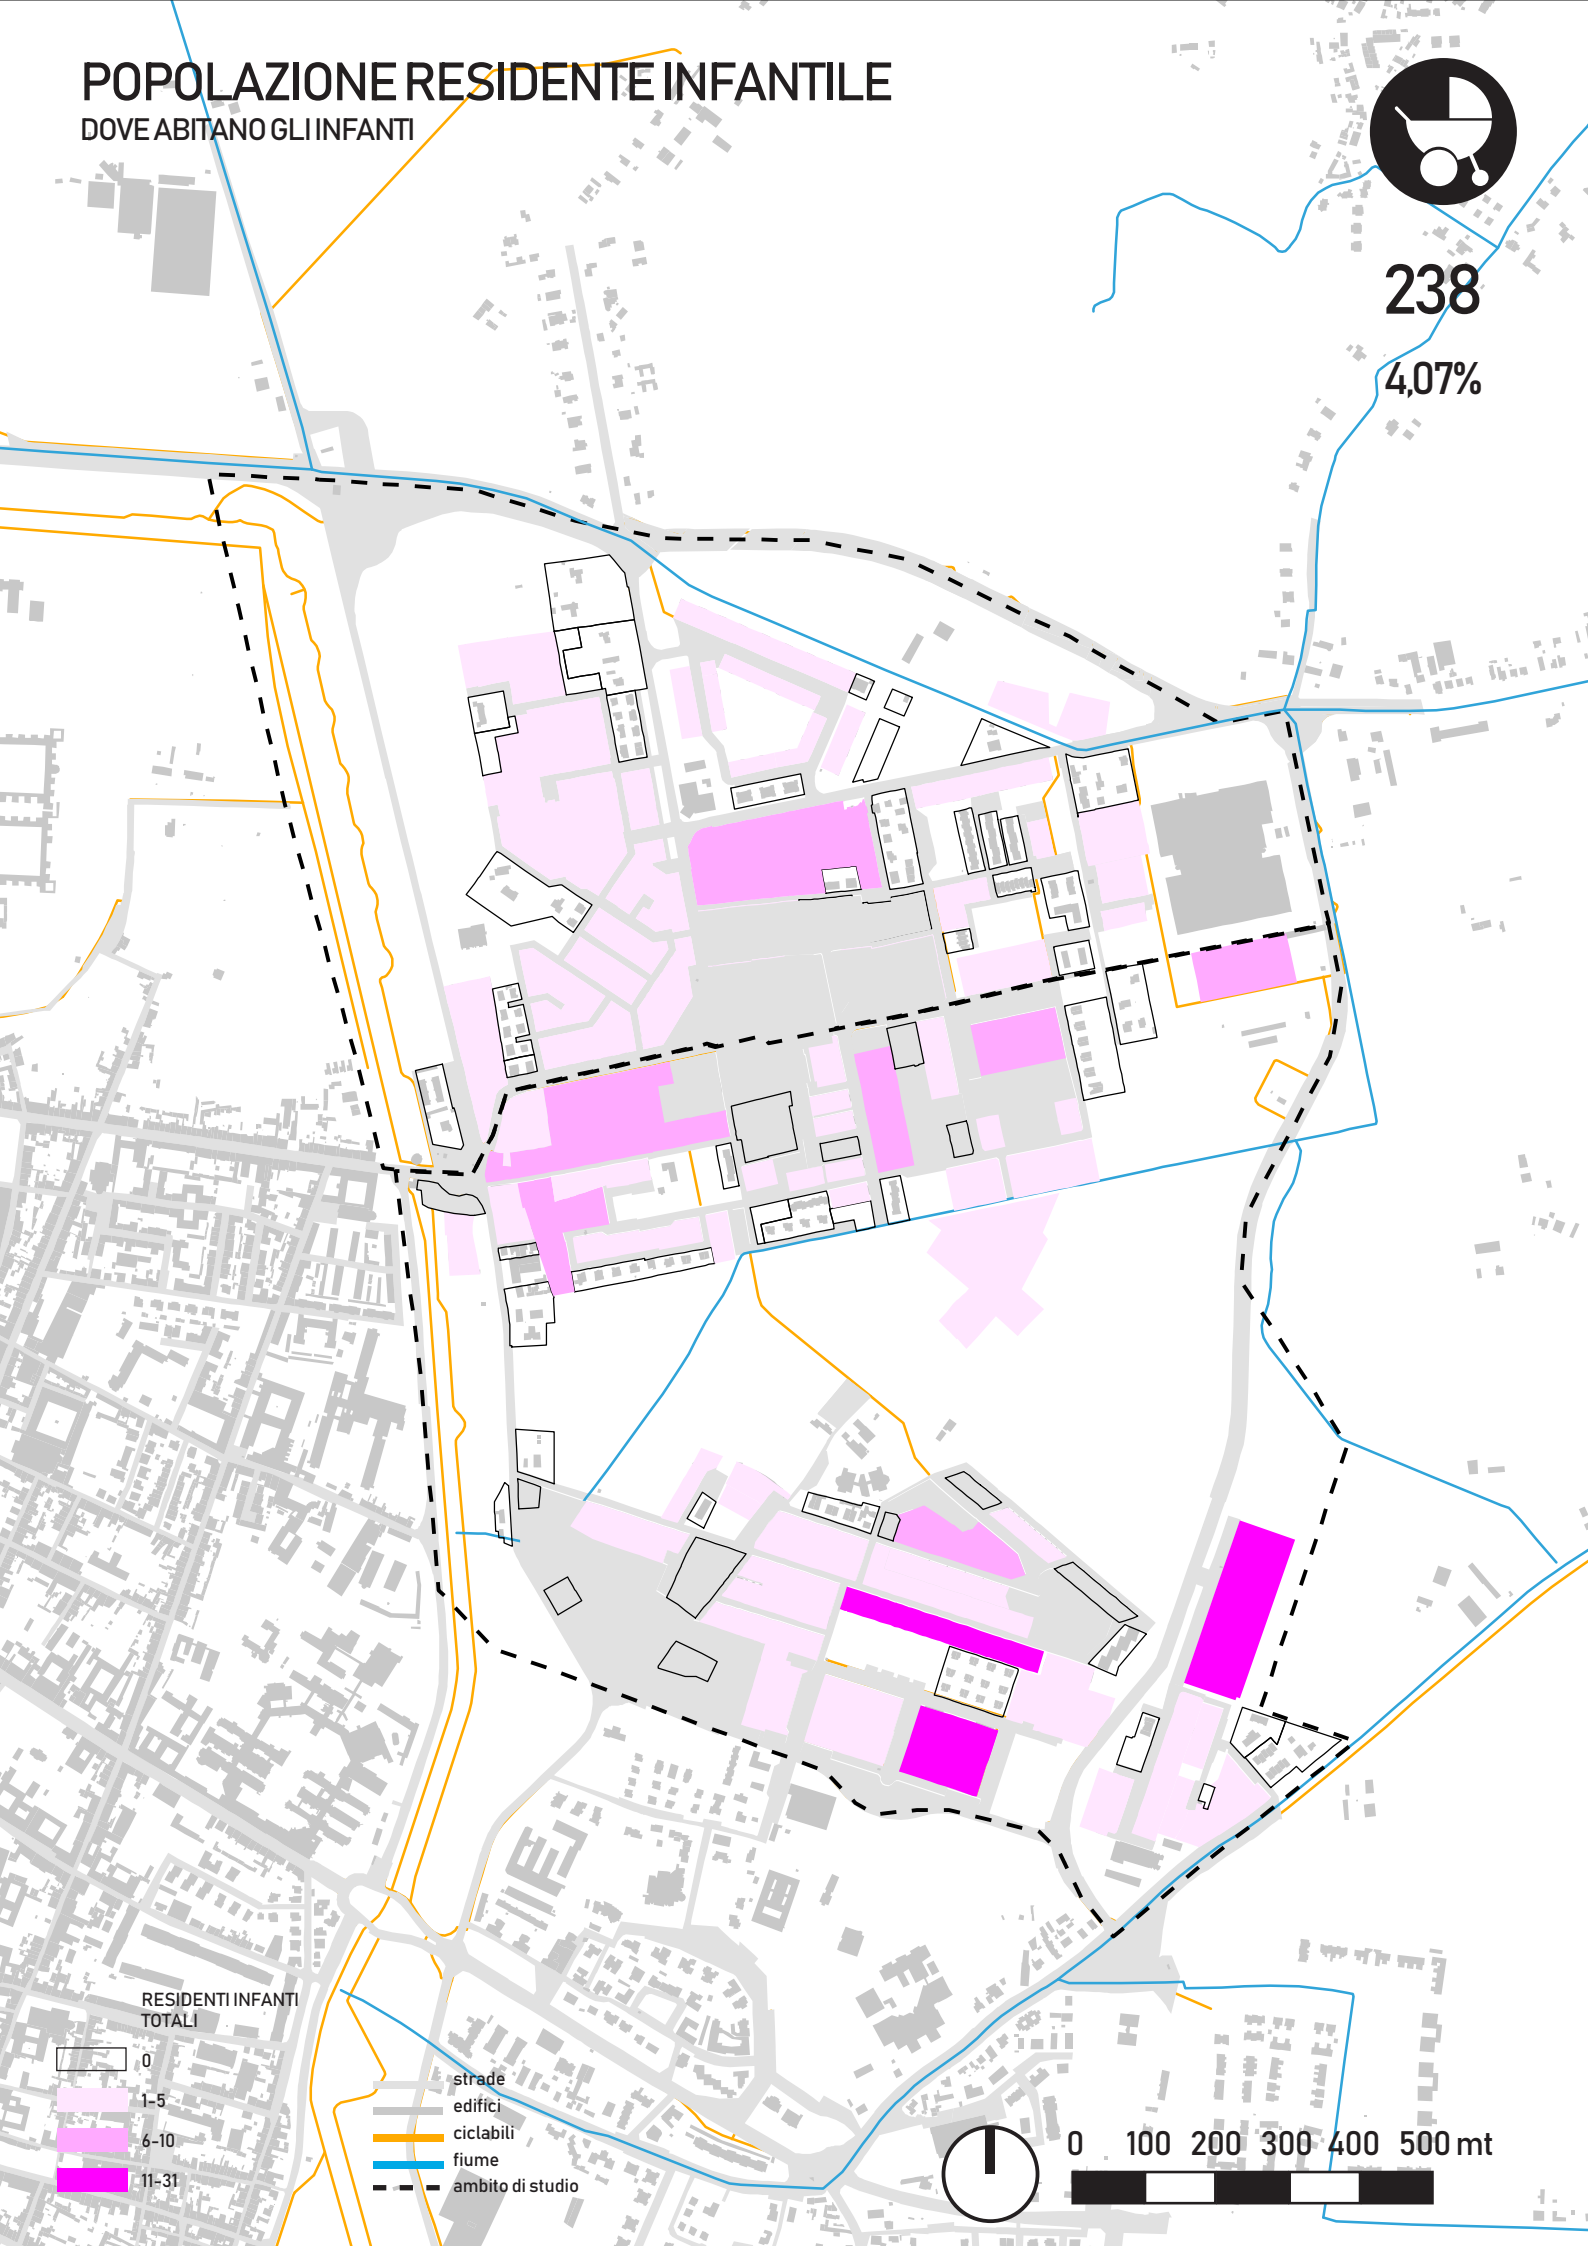 POPOLAZIONE RESIDENTE INFANTILE
DOVE ABITANO GLI INFANTI
238
4,07%
RESIDENTI INFANTI
TOTALI
0
1-5
6-10
11-31
strade
edifici
ciclabili
fiume
ambito di studio
0 100 200 300 400 500 mt